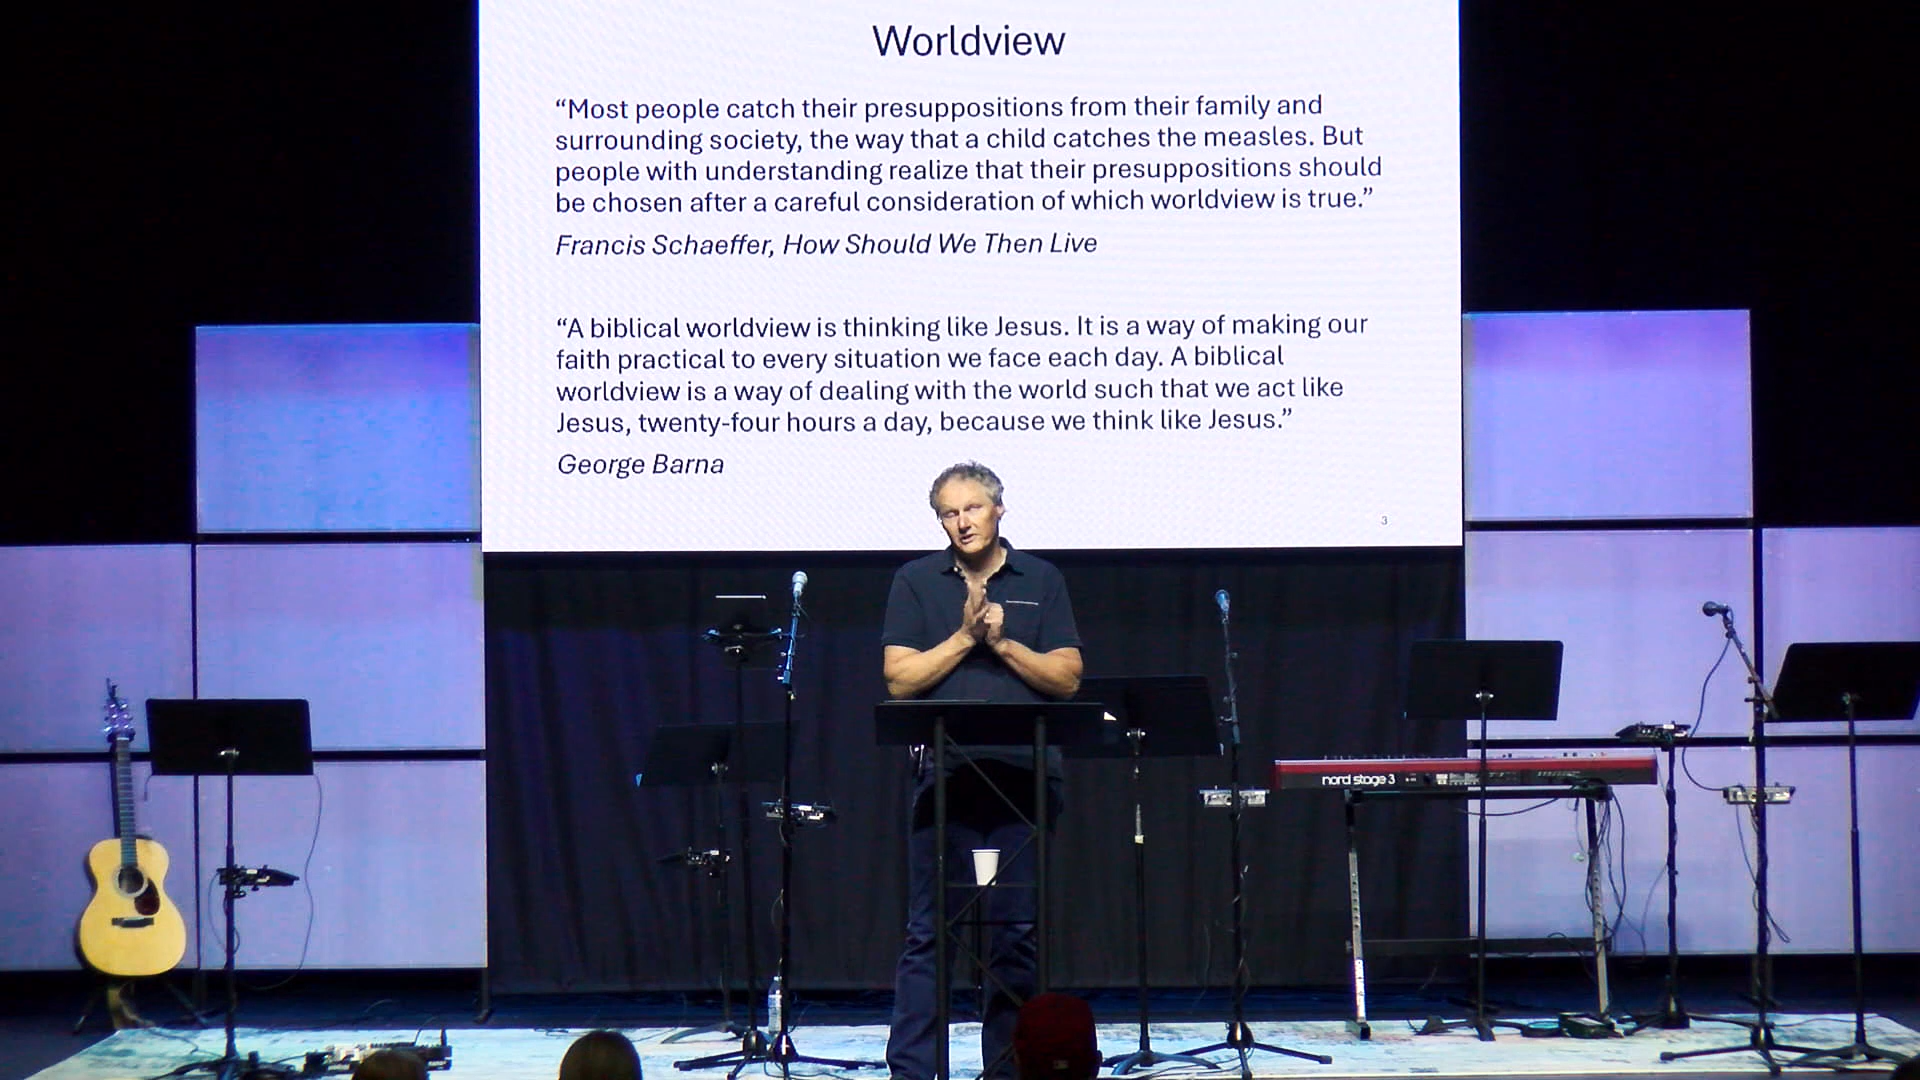 Worldview
“Most people catch their presuppositions from their family and
surrounding society, the way that a child catches the measles. But
people with understanding realize that their presuppositions should
be chosen after a careful consideration of which worldview is true.”
Francis Schaeffer, How Should We Then Live
“A biblical worldview is thinking like Jesus. It is a way of making our
faith practical to every situation we face each day. A biblical
worldview is a way of dealing with the world such that we act like
Jesus, twenty-four hours a day, because we think like Jesus.”
George Barna
3
nord stage 3